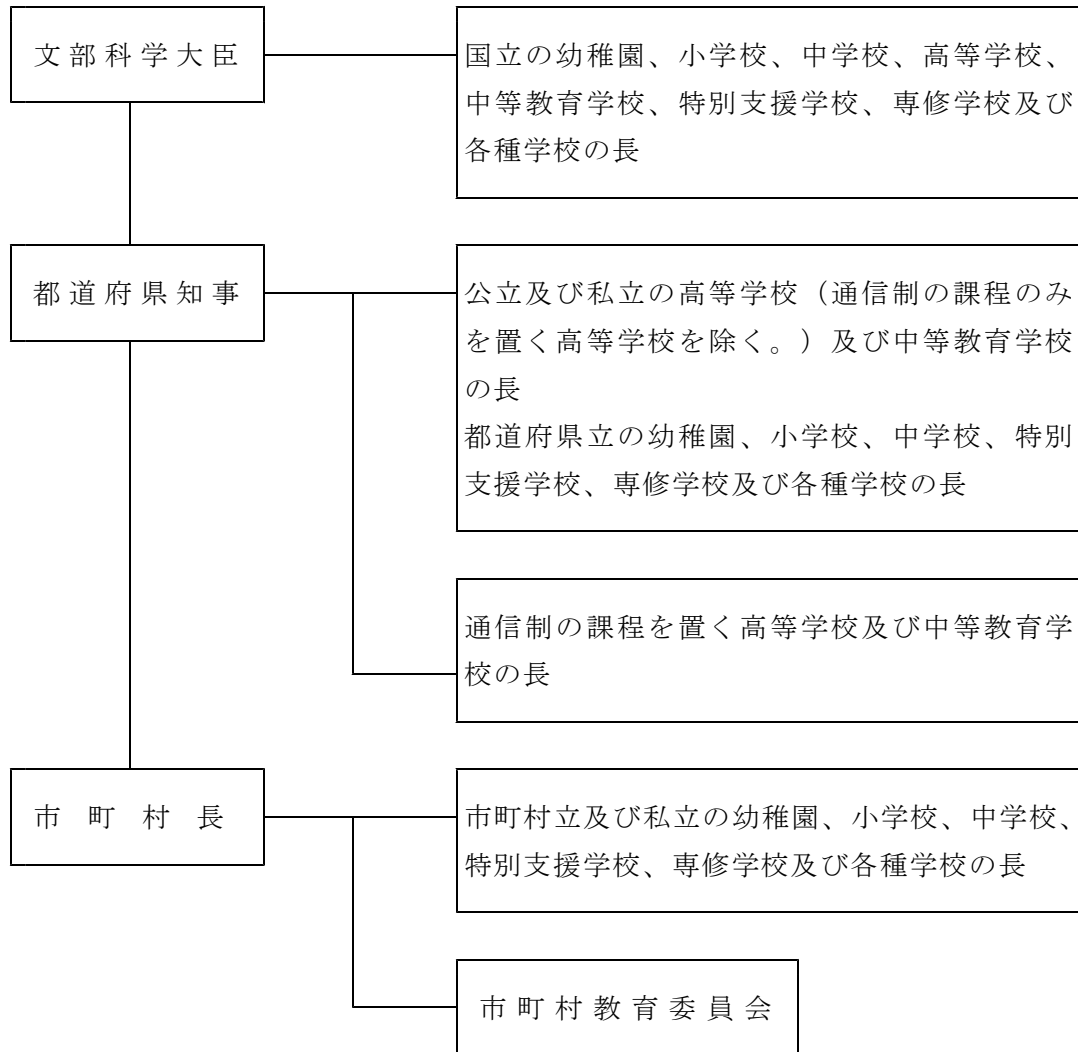 文部科学大臣
国立の幼稚園、小学校、中学校、高等学校、
中等教育学校、特別支援学校、専修学校及び
各種学校の長
都道府県知事
公立及び私立の高等学校（通信制の課程のみ
を置く高等学校を除く。）及び中等教育学校
の長
都道府県立の幼稚園、小学校、中学校、特別
支援学校、専修学校及び各種学校の長
通信制の課程を置く高等学校及び中等教育学
校の長
市町村長
市町村立及び私立の幼稚園、小学校、中学校、
特別支援学校、専修学校及び各種学校の長
市町村教育委員会